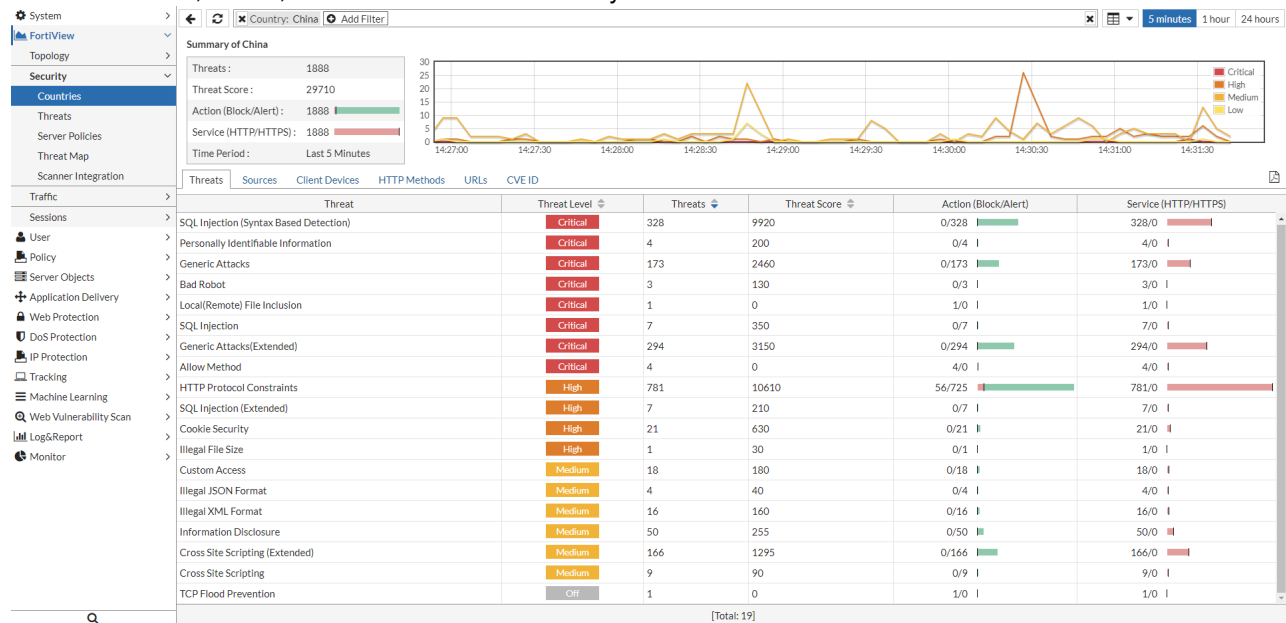 System
FortiView
Topology
Security
Countries
Threats
Server Policies
Threat Map
Scanner Integration
Traffic
Sessions
User
Policy
Server Objects
Application Delivery
Web Protection
DoS Protection
IP Protection
Tracking
Machine Learning
Web Vulnerability Scan
Log&Report
Monitor
Country: China Add Filter
5 minutes 1 hour 24 hours
Summary of China
Threats : 1888
Threat Score : 29710
Action (Block/Alert) : 1888
Service (HTTP/HTTPS) : 1888
Time Period : Last 5 Minutes
30
25
20
15
10
5
0
14:27:00 14:27:30 14:28:00 14:28:30 14:29:00 14:29:30 14:30:00 14:30:30 14:31:00 14:31:30
Critical
High
Medium
Low
Threats Sources Client Devices HTTP Methods URLs CVE ID
Threat Threat Level Threats Threat Score Action (Block/Alert) Service (HTTP/HTTPS)
SQL Injection (Syntax Based Detection) Critical 328 9920 0/328 328/0
Personally Identifiable Information Critical 4 200 0/4 4/0
Generic Attacks Critical 173 2460 0/173 173/0
Bad Robot Critical 3 130 0/3 3/0
Local(Remote) File Inclusion Critical 1 0 1/0 1/0
SQL Injection Critical 7 350 0/7 7/0
Generic Attacks(Extended) Critical 294 3150 0/294 294/0
Allow Method Critical 4 0 4/0 4/0
HTTP Protocol Constraints High 781 10610 56/725 781/0
SQL Injection (Extended) High 7 210 0/7 7/0
Cookie Security High 21 630 0/21 21/0
Illegal File Size High 1 30 0/1 1/0
Custom Access Medium 18 180 0/18 18/0
Illegal JSON Format Medium 4 40 0/4 4/0
Illegal XML Format Medium 16 160 0/16 16/0
Information Disclosure Medium 50 255 0/50 50/0
Cross Site Scripting (Extended) Medium 166 1295 0/166 166/0
Cross Site Scripting Medium 9 90 0/9 9/0
TCP Flood Prevention Off 1 0 1/0 1/0
[Total: 19]